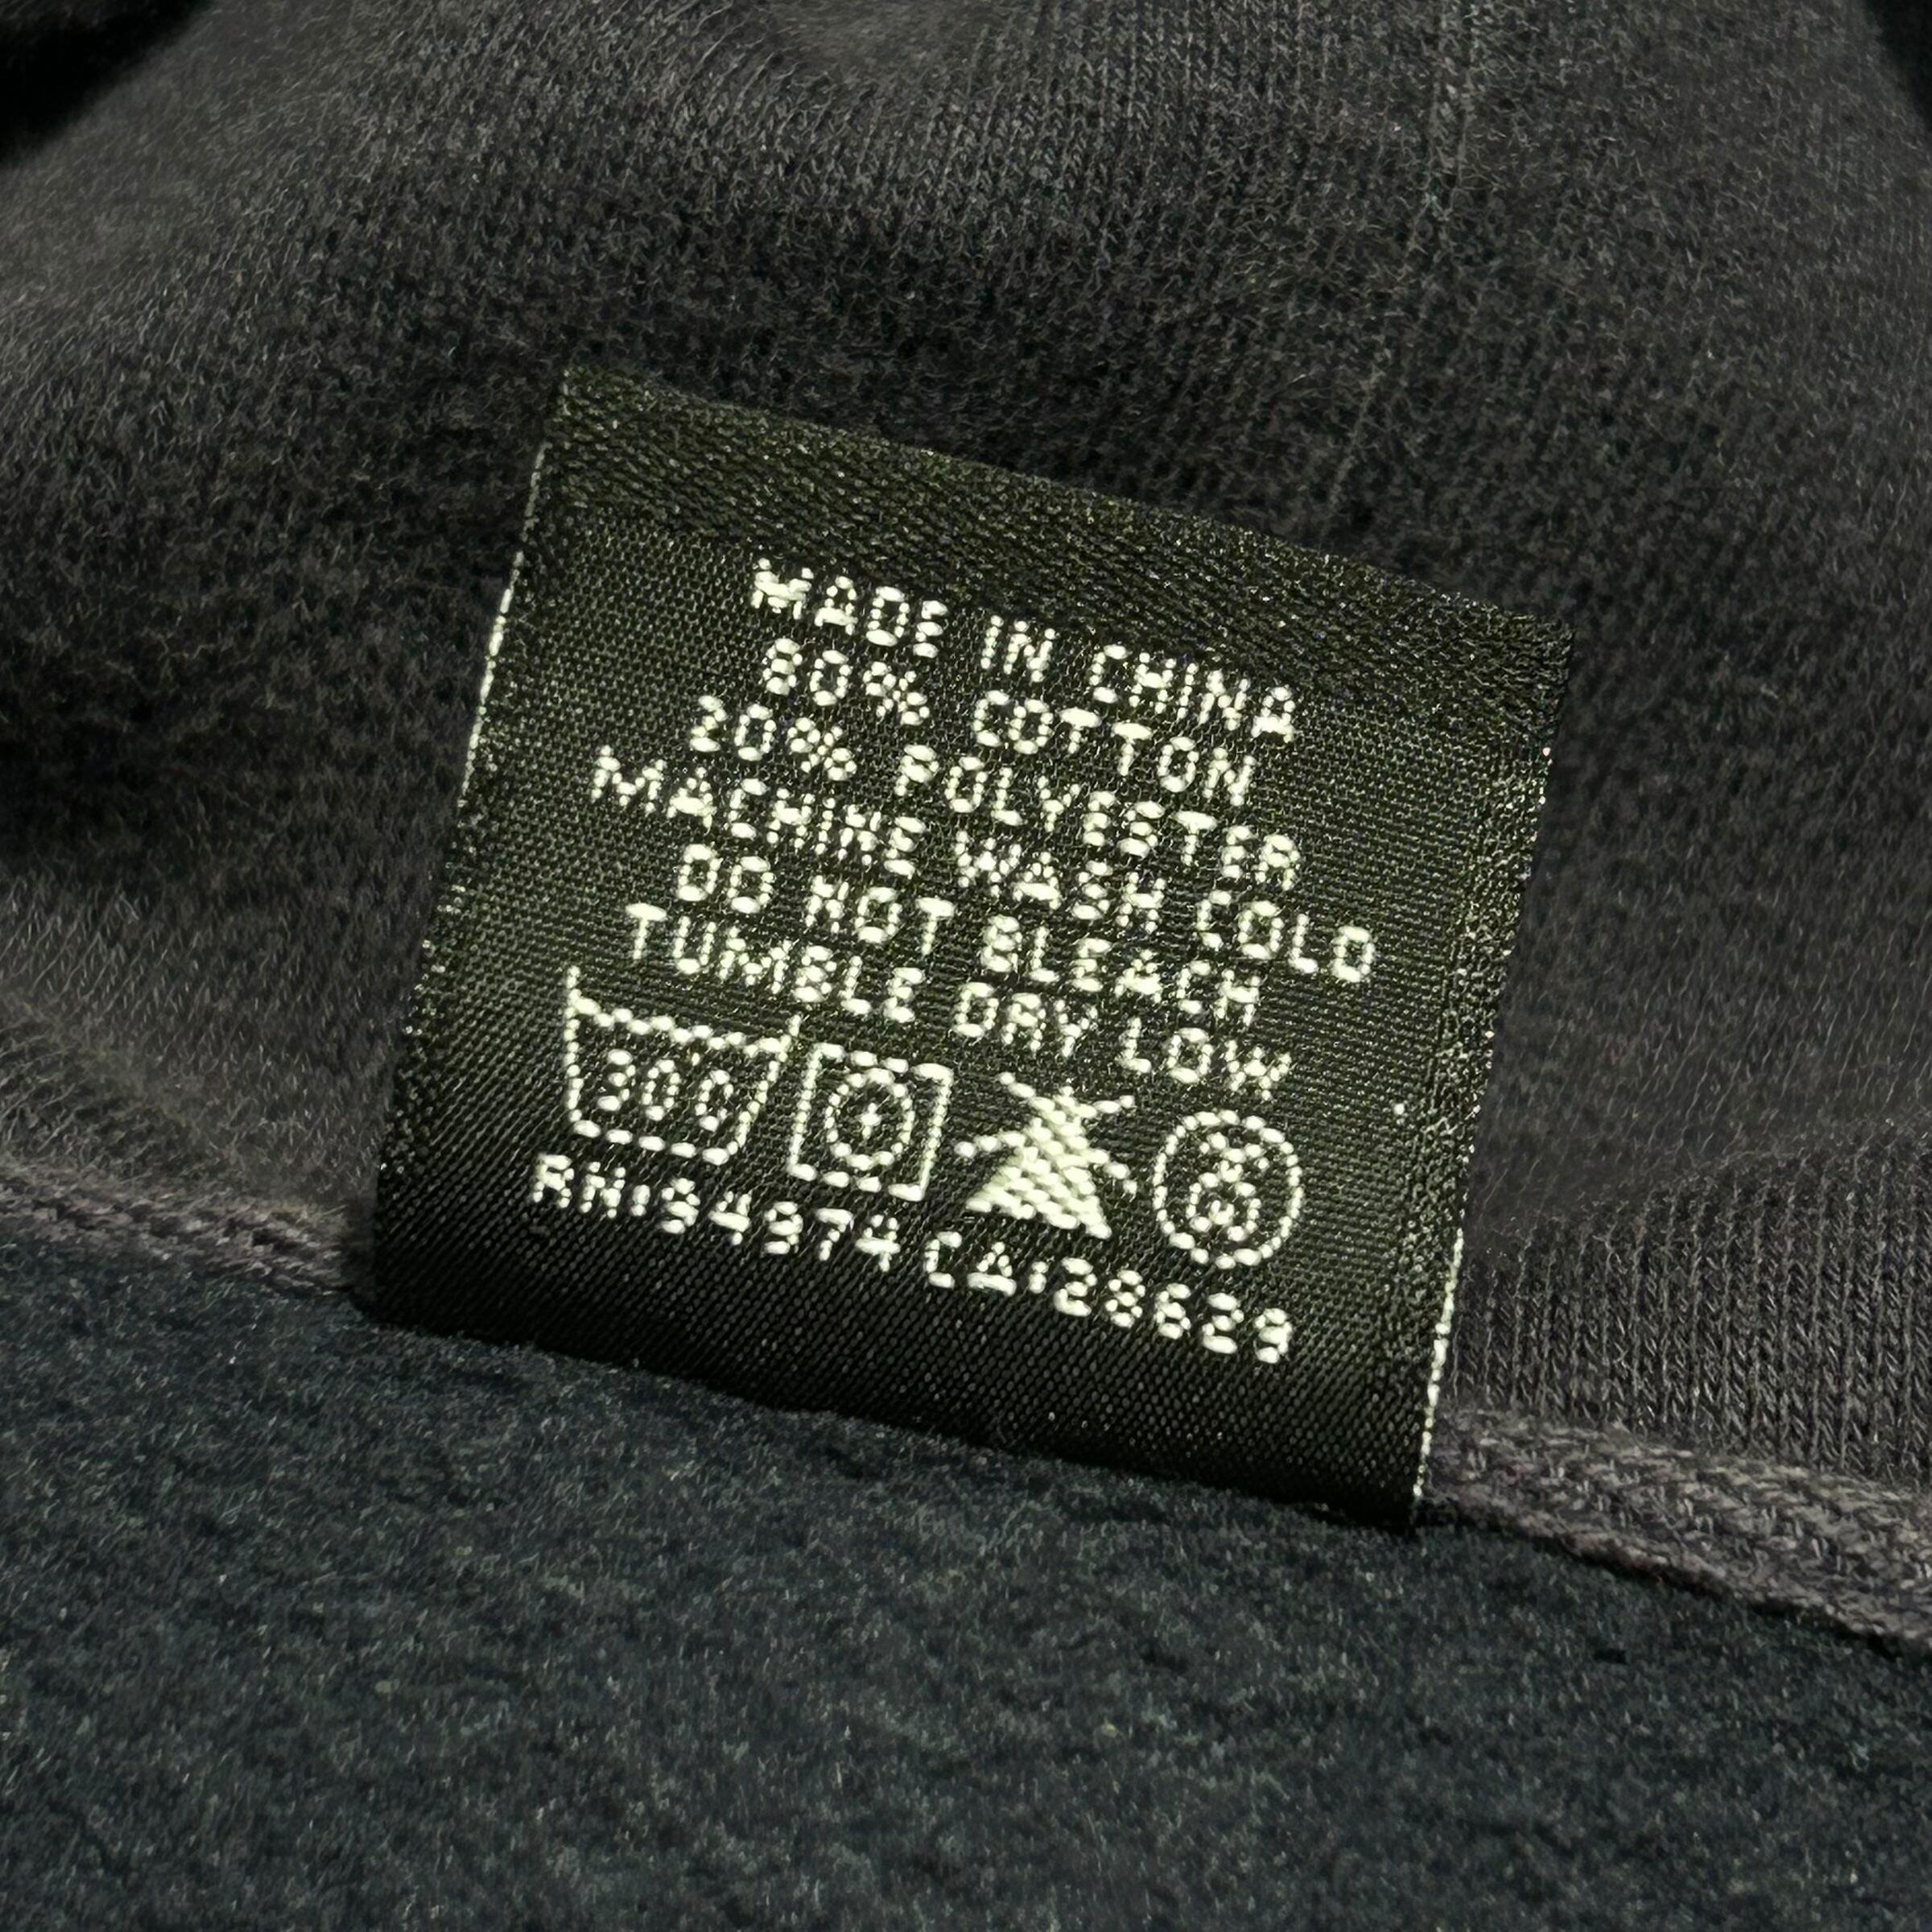 MADE IN CHINA
80% COTTON
20% POLYESTER
MACHINE WASH COLD
DO NOT BLEACH
TUMBLE DRY LOW
300
RN:94974 CA:28629